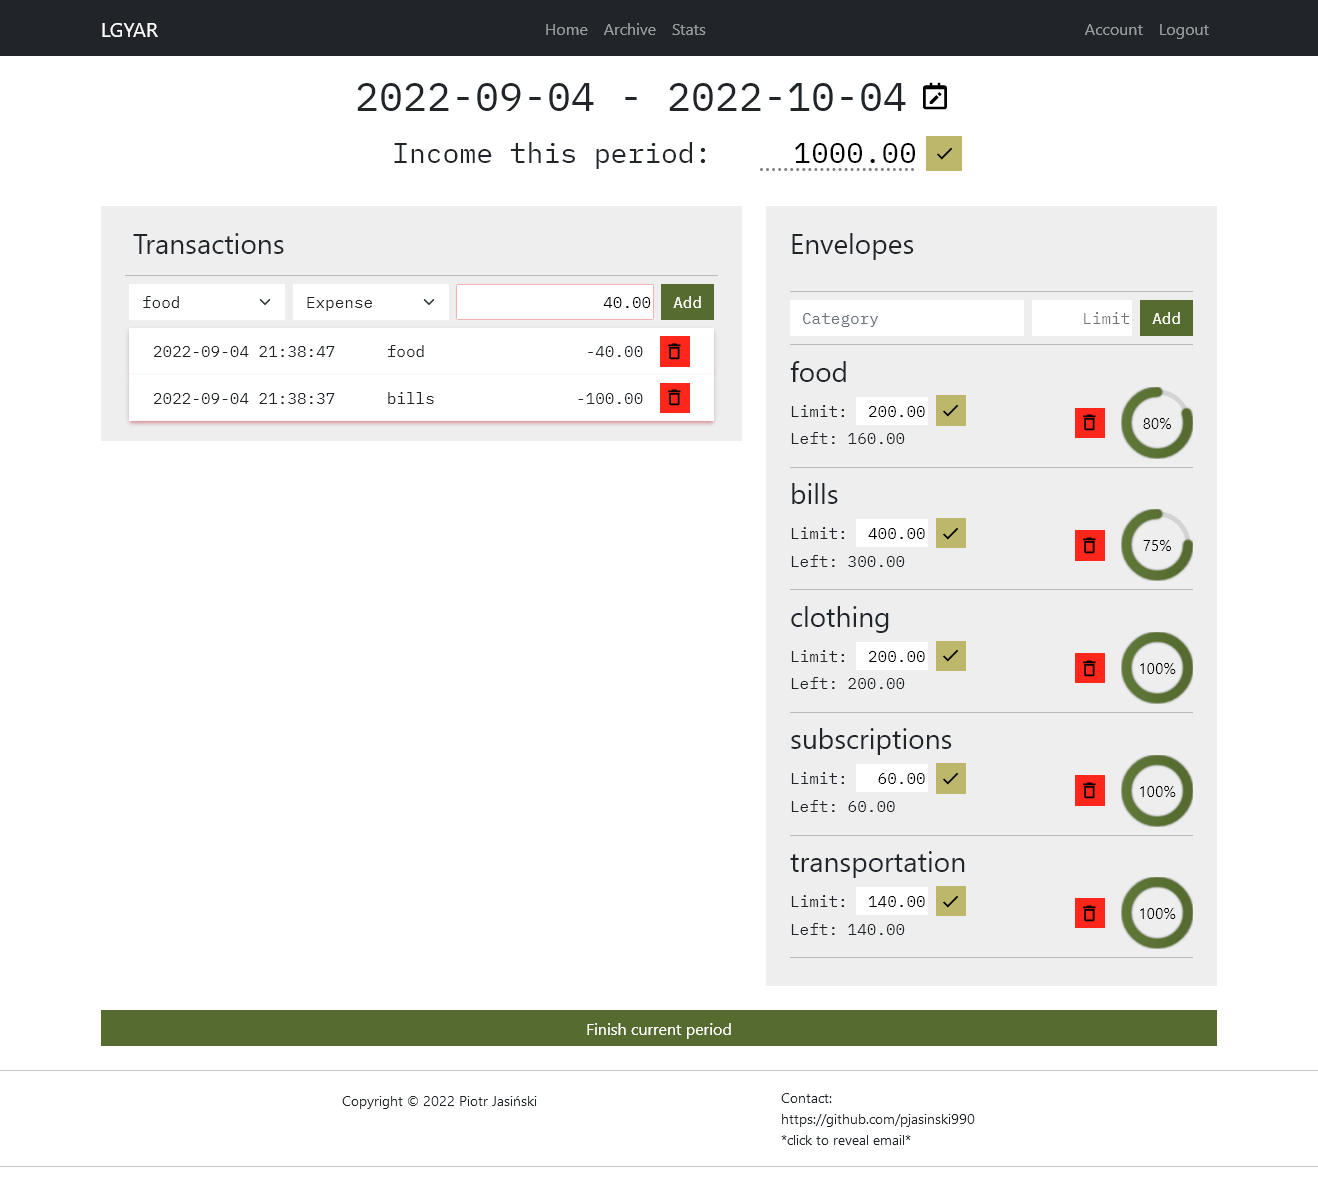 LGYAR Home Archive Stats Account Logout
2022-09-04 - 2022-10-04
Income this period: 1000.00
Transactions
food Expense 40.00 Add
2022-09-04 21:38:47 food -40.00
2022-09-04 21:38:37 bills -100.00
Envelopes
Category Limit Add
food
Limit: 200.00
Left: 160.00
80%
bills
Limit: 400.00
Left: 300.00
75%
clothing
Limit: 200.00
Left: 200.00
100%
subscriptions
Limit: 60.00
Left: 60.00
100%
transportation
Limit: 140.00
Left: 140.00
100%
Finish current period
Copyright © 2022 Piotr Jasiński
Contact:
https://github.com/pjasinski990
*click to reveal email*